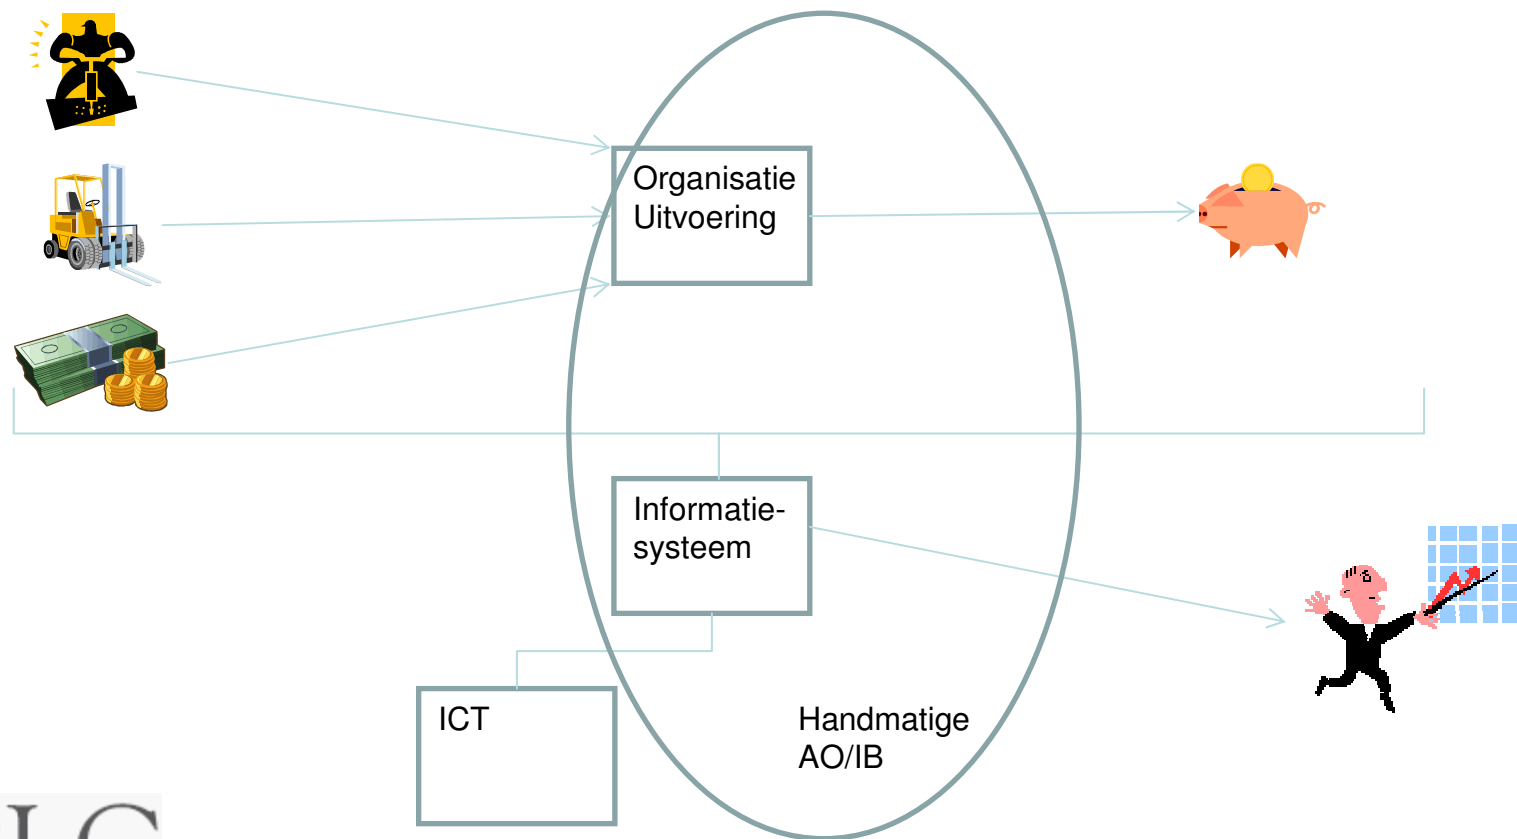 Organisatie
Uitvoering
Informatie-
systeem
ICT
Handmatige
AO/IB